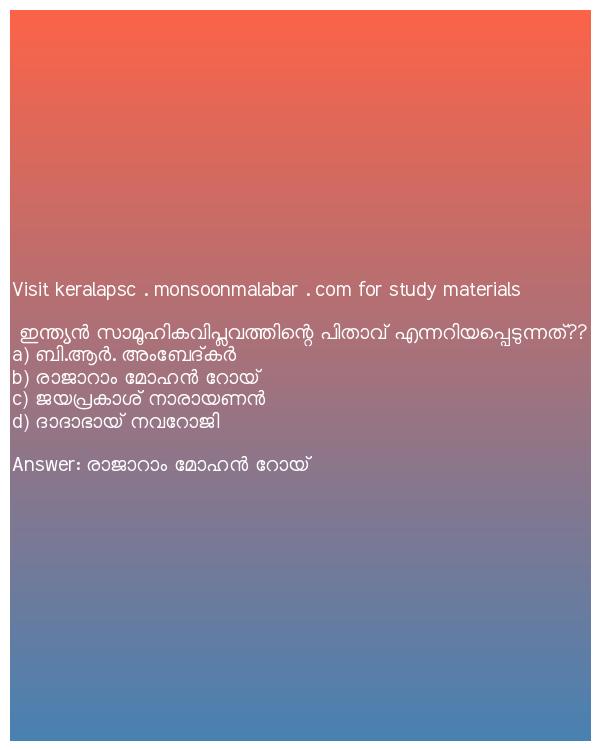 Visit keralapsc . monsoonmalabar . com for study materials
ഇന്ത്യൻ സാമൂഹികവിപ്ലവത്തിന്റെ പിതാവ് എന്നറിയപ്പെടുന്നത്??
a) ബി.ആർ. അംബേദ്കർ
b) രാജാറാം മോഹൻ റോയ്
c) ജയപ്രകാശ് നാരായണൻ
d) ദാദാഭായ് നവറോജി
Answer: രാജാറാം മോഹൻ റോയ്